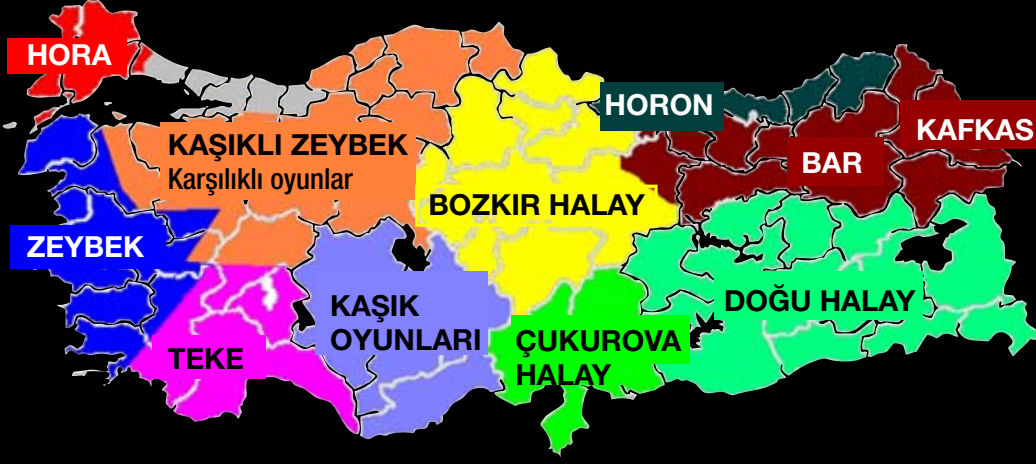 HORA
HORON
KAFKAS
KAŞIKLI ZEYBEK
Karşılıklı oyunlar
BAR
BOZKIR HALAY
ZEYBEK
KAŞIK
OYUNLARI
DOĞU HALAY
TEKE
ÇUKUROVA
HALAY